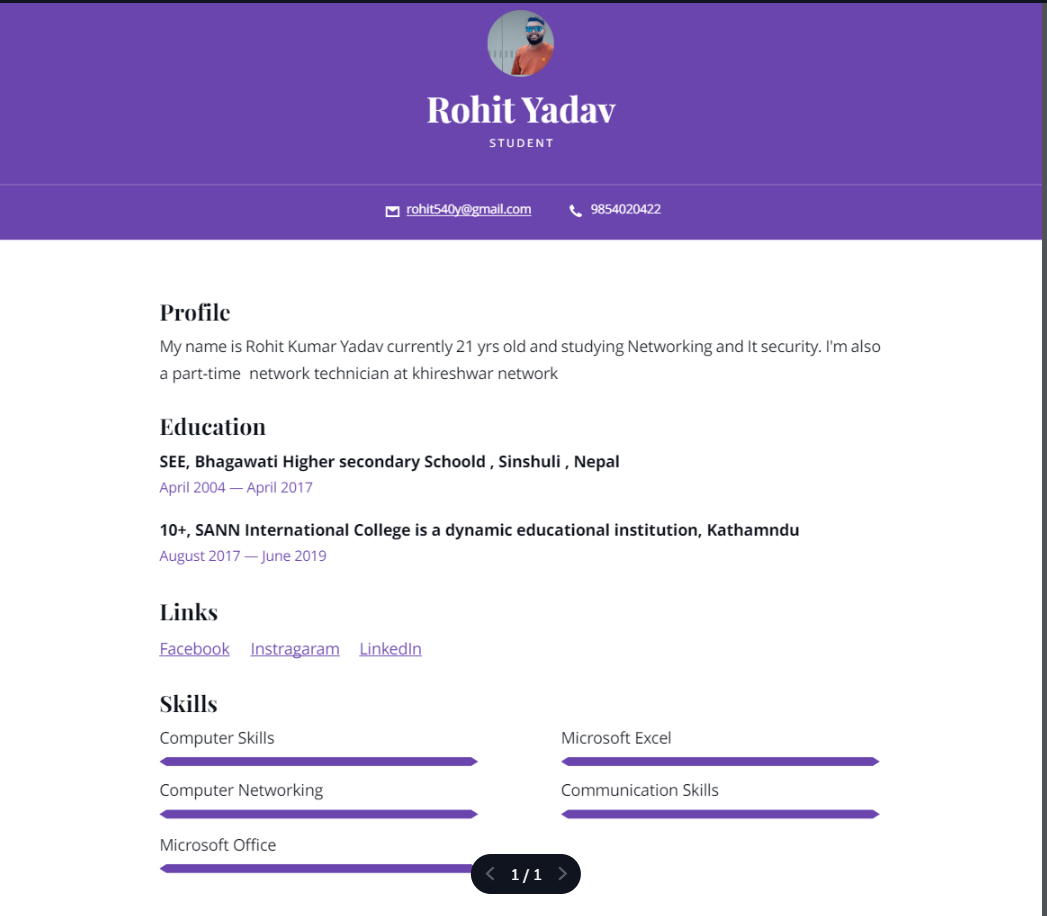 Rohit Yadav
STUDENT
rohit540y@gmail.com 9854020422
Profile
My name is Rohit Kumar Yadav currently 21 yrs old and studying Networking and It security. I'm also
a part-time  network technician at khireshwar network
Education
SEE, Bhagawati Higher secondary Schoold , Sinshuli , Nepal
April 2004 — April 2017
10+, SANN International College is a dynamic educational institution, Kathamndu
August 2017 — June 2019
Links
Facebook Instragaram LinkedIn
Skills
Computer Skills Microsoft Excel
Computer Networking Communication Skills
Microsoft Office
1 / 1